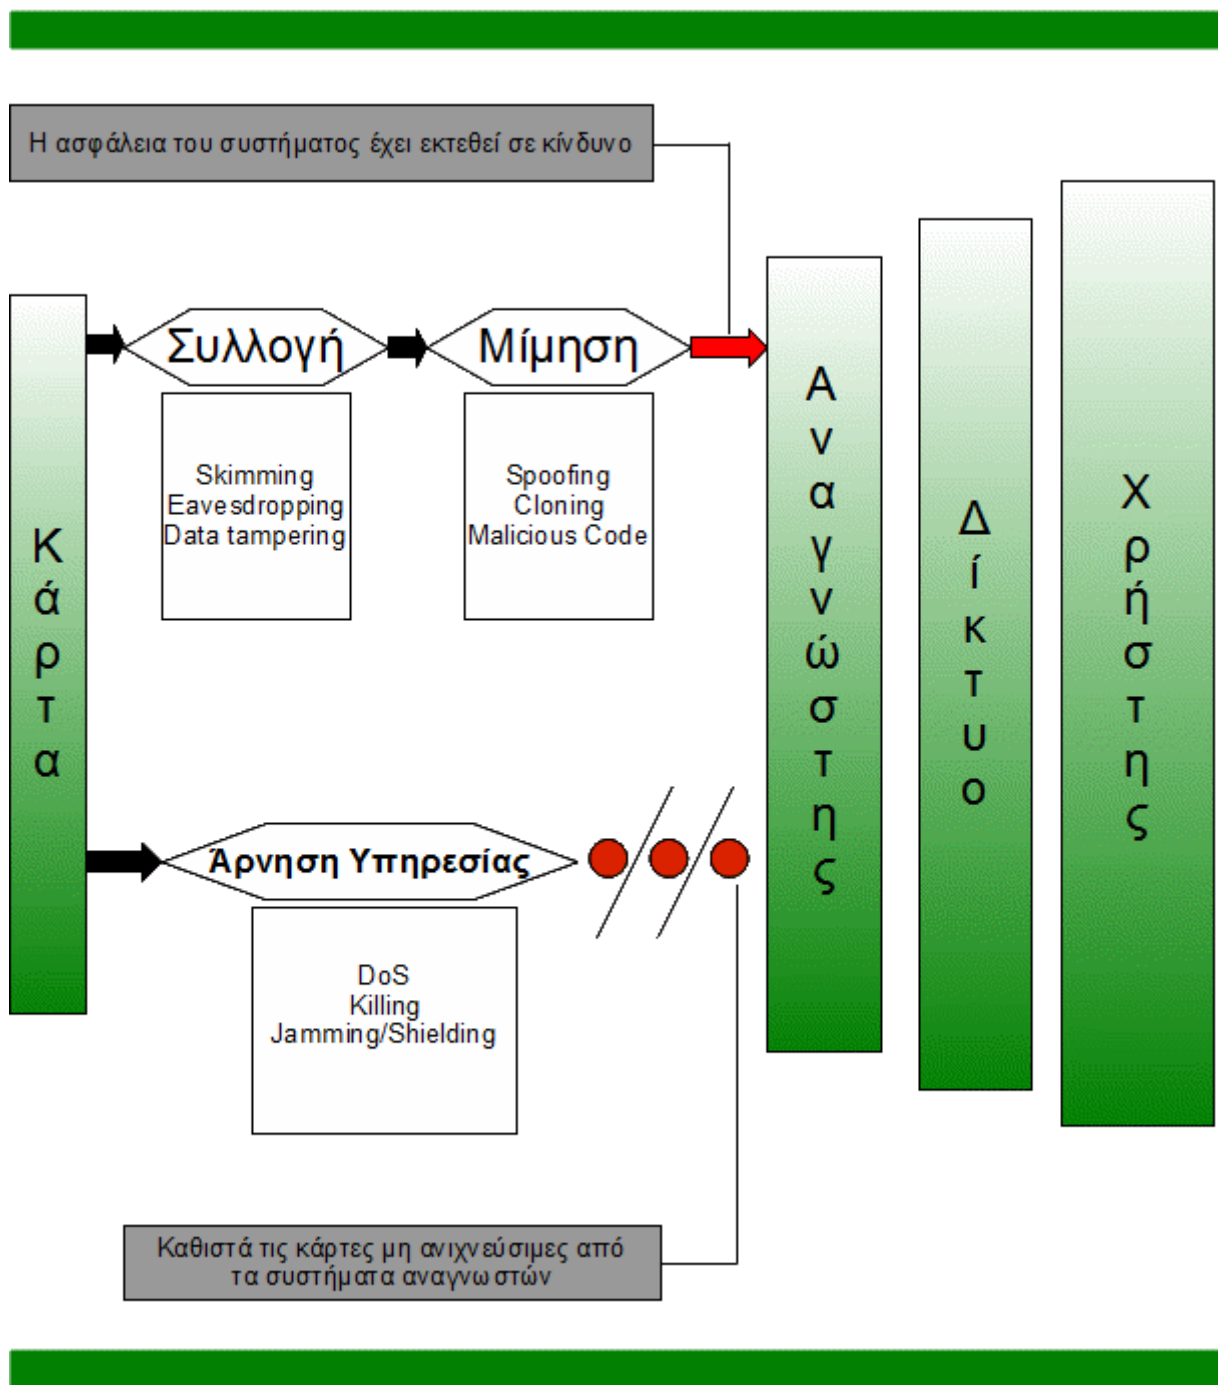 Η ασφάλεια του συστήματος έχει εκτεθεί σε κίνδυνο
Κάρτα
Συλλογή
Skimming
Eavesdropping
Data tampering
Μίμηση
Spoofing
Cloning
Malicious Code
Άρνηση Υπηρεσίας
DoS
Killing
Jamming/Shielding
Αναγνώστης
Δίκτυο
Χρήστης
Καθιστά τις κάρτες μη ανιχνεύσιμες από
τα συστήματα αναγνωστών